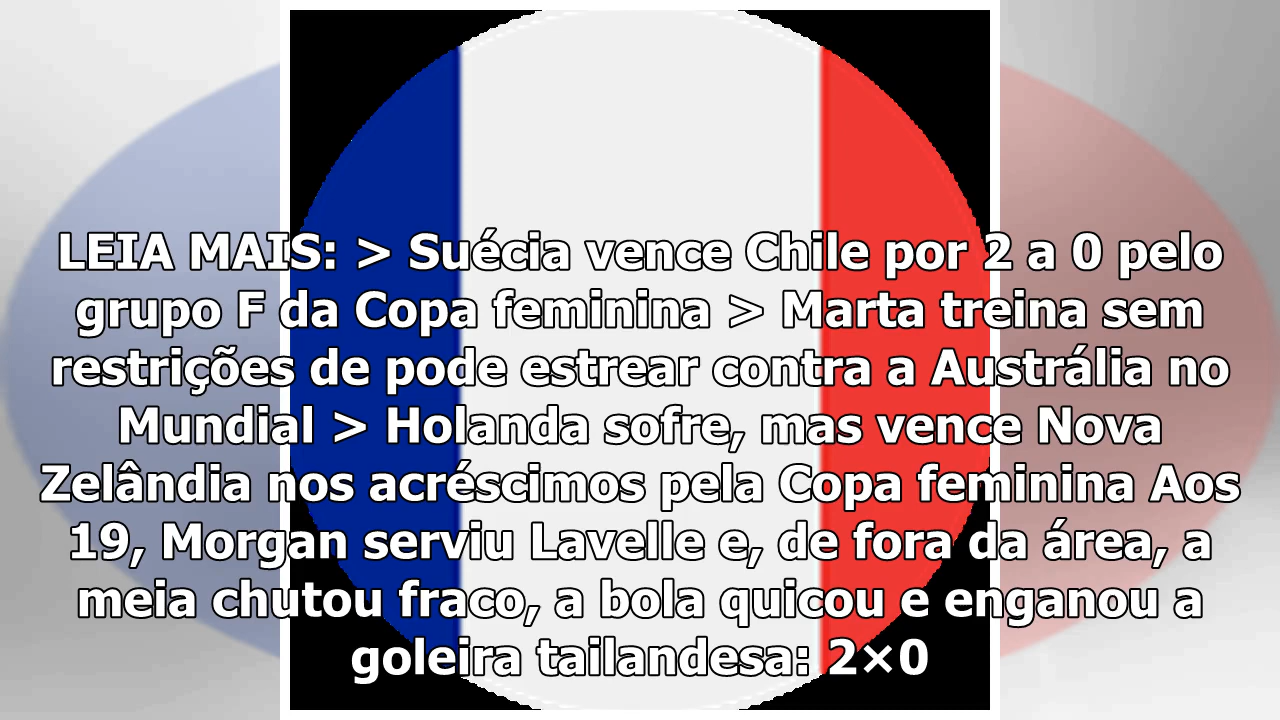 LEIA MAIS: > Suécia vence Chile por 2 a 0 pelo
grupo F da Copa feminina > Marta treina sem
restrições de pode estrear contra a Austrália no
Mundial > Holanda sofre, mas vence Nova
Zelândia nos acréscimos pela Copa feminina Aos
19, Morgan serviu Lavelle e, de fora da área, a
meia chutou fraco, a bola quicou e enganou a
goleira tailandesa: 2×0